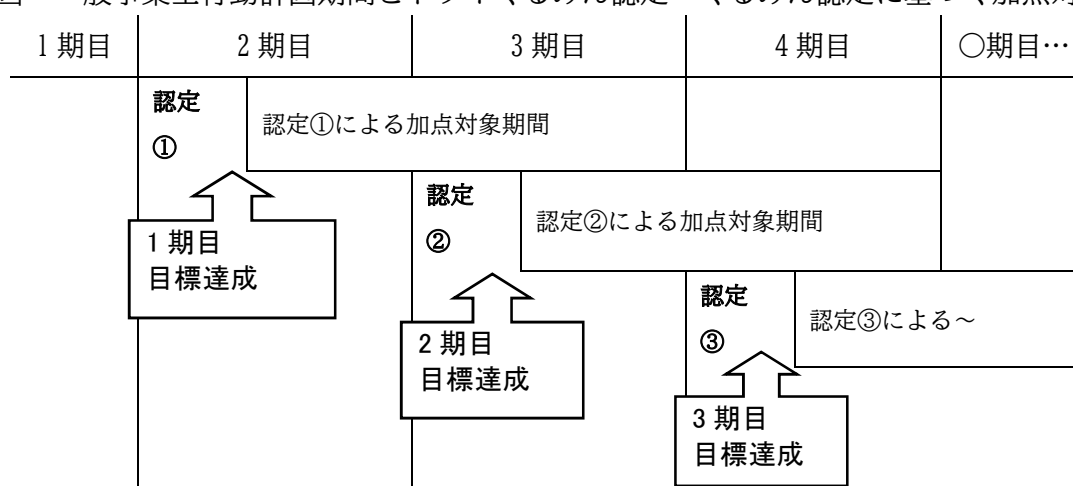 1期目 2期目 3期目 4期目 ○期目…
認定
①
認定①による加点対象期間
1期目
目標達成
認定
②
認定②による加点対象期間
2期目
目標達成
認定
③
認定③による～
3期目
目標達成